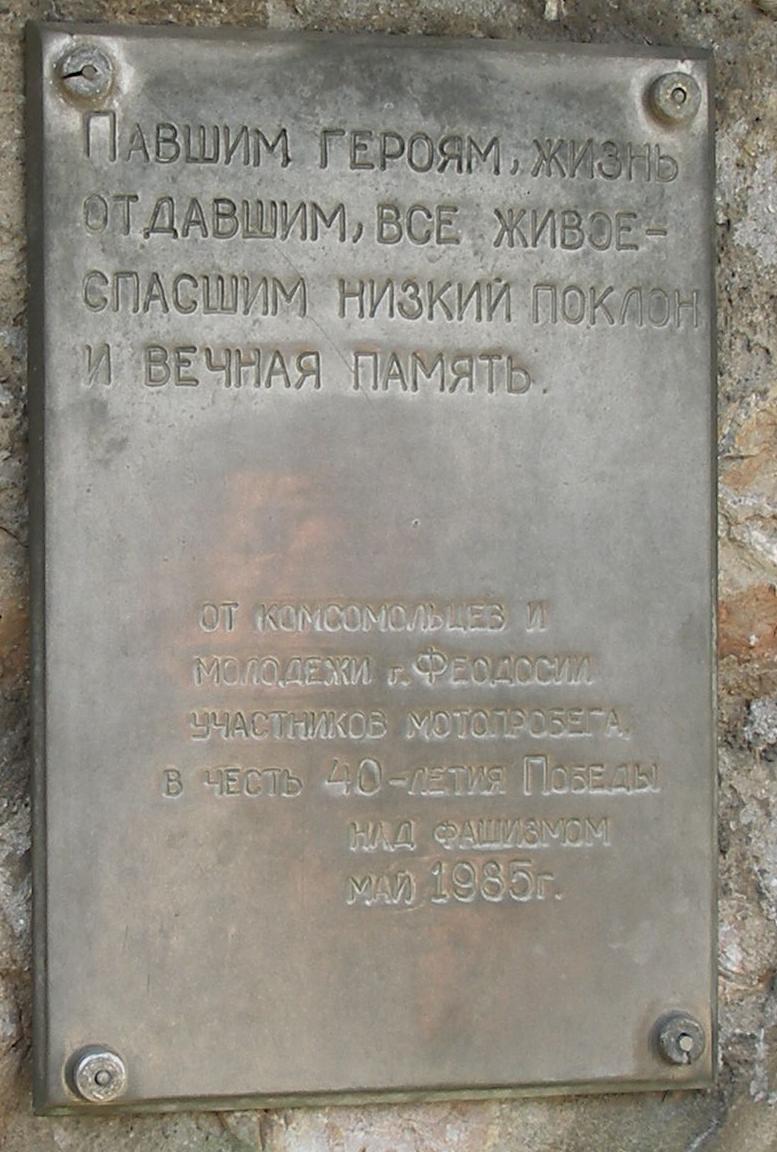 Павшим героям, жизнь
отдавшим, все живое-
спасшим низкий поклон
и вечная память.
от комсомольцев и
молодежи г. Феодосии
участников мотопробега,
в честь 40-летия Победы
над фашизмом
май 1985г.